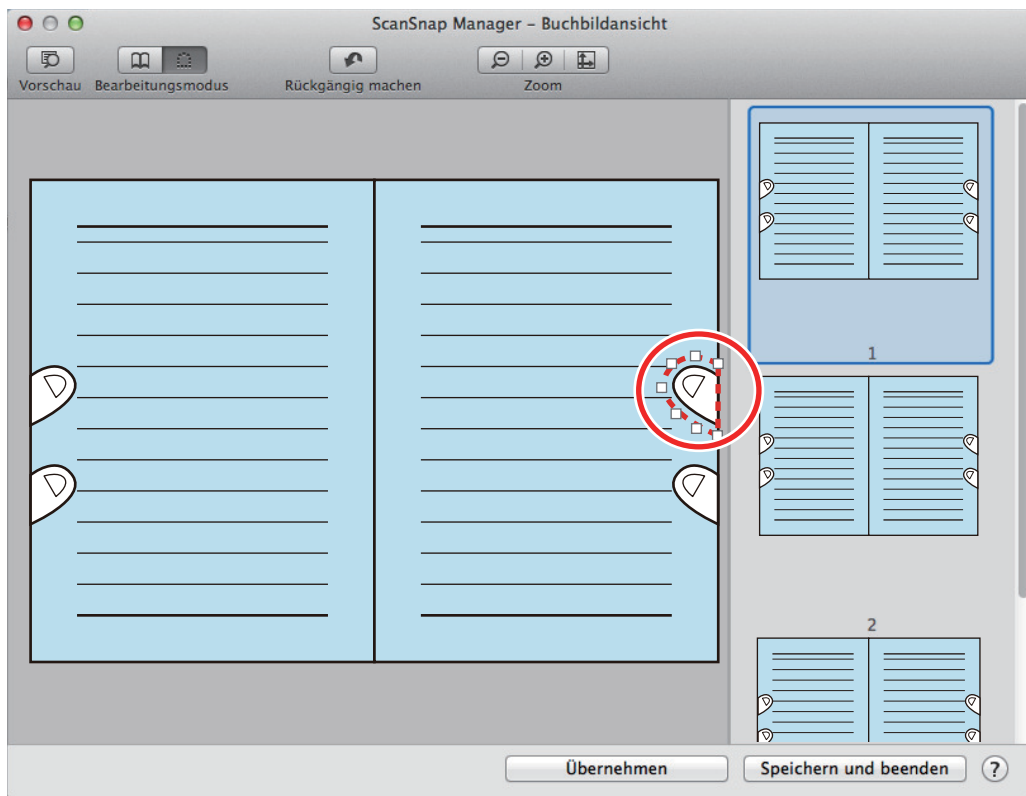 ScanSnap Manager – Buchbildansicht
Vorschau Bearbeitungsmodus Rückgängig machen Zoom
1
2
Übernehmen Speichern und beenden ?